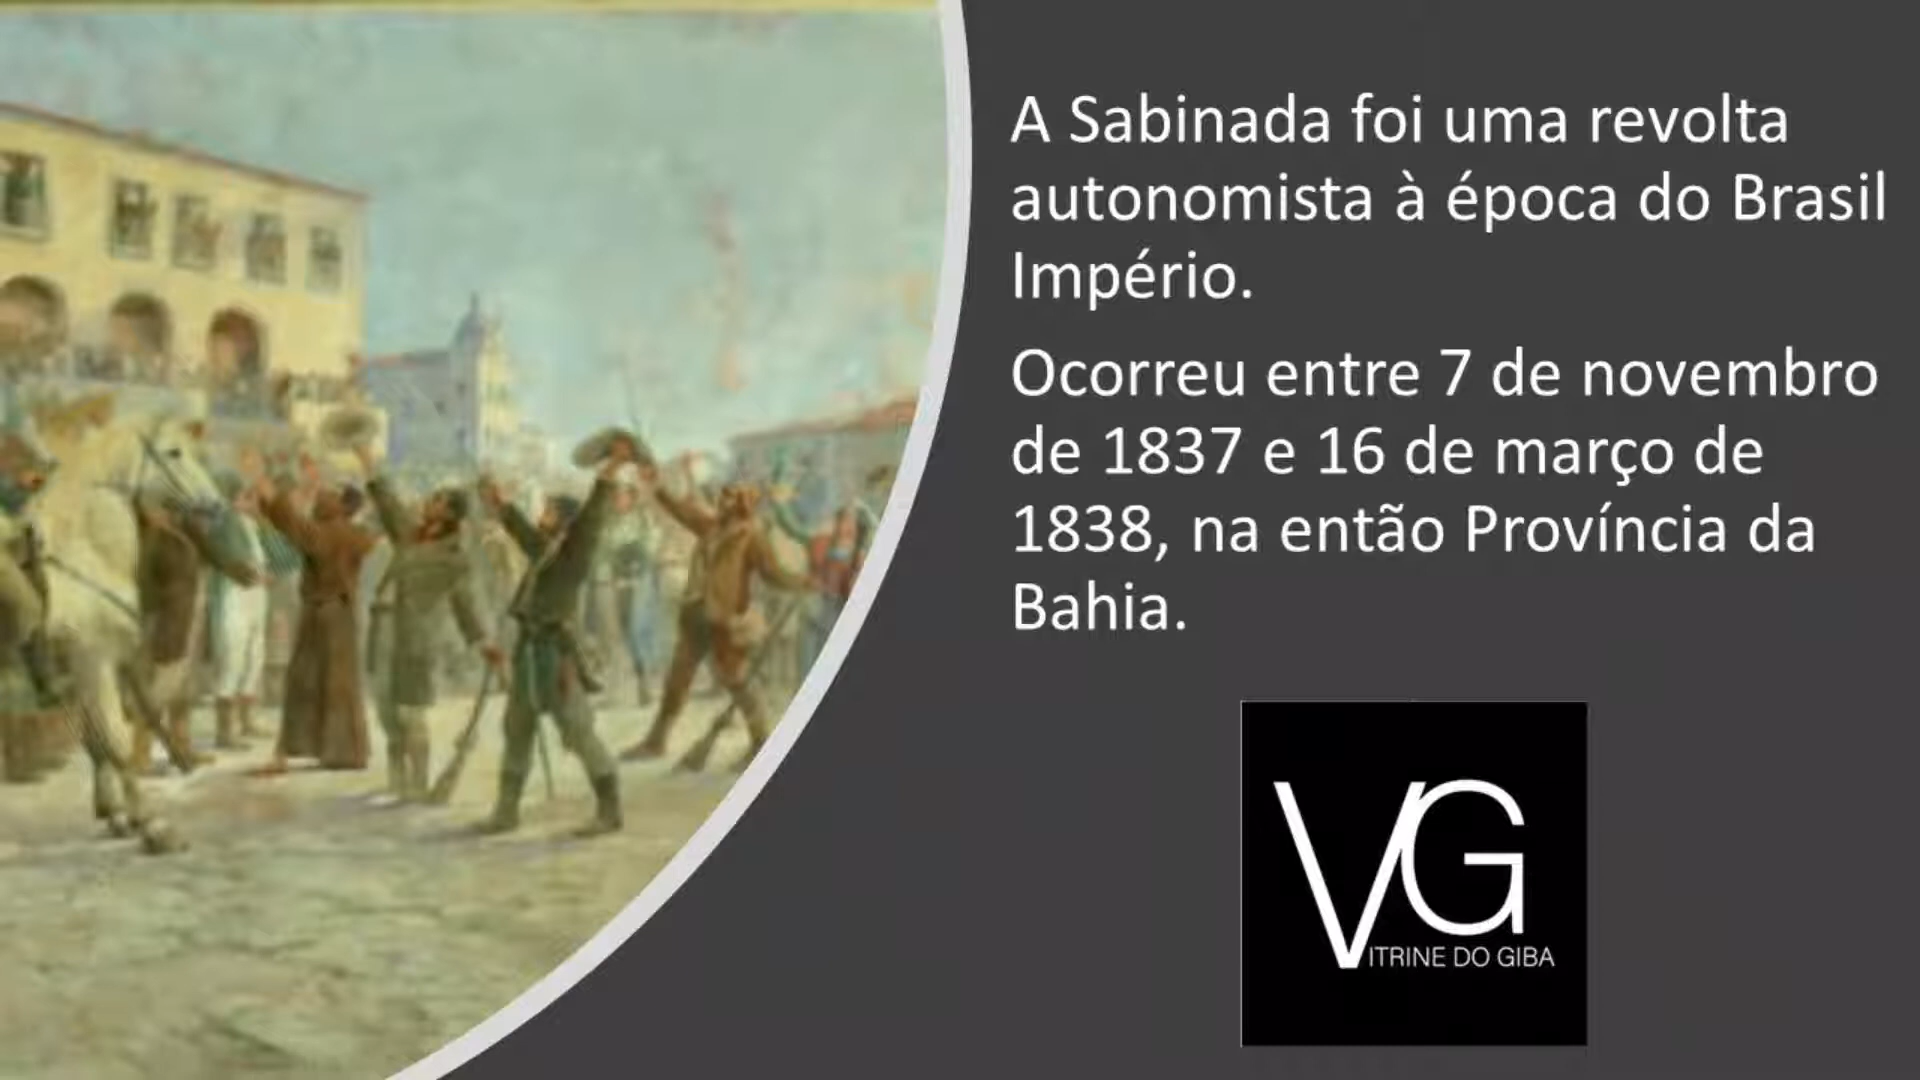 A Sabinada foi uma revolta
autonomista à época do Brasil
Império.
Ocorreu entre 7 de novembro
de 1837 e 16 de março de
1838, na então Província da
Bahia.
VG
VITRINE DO GIBA